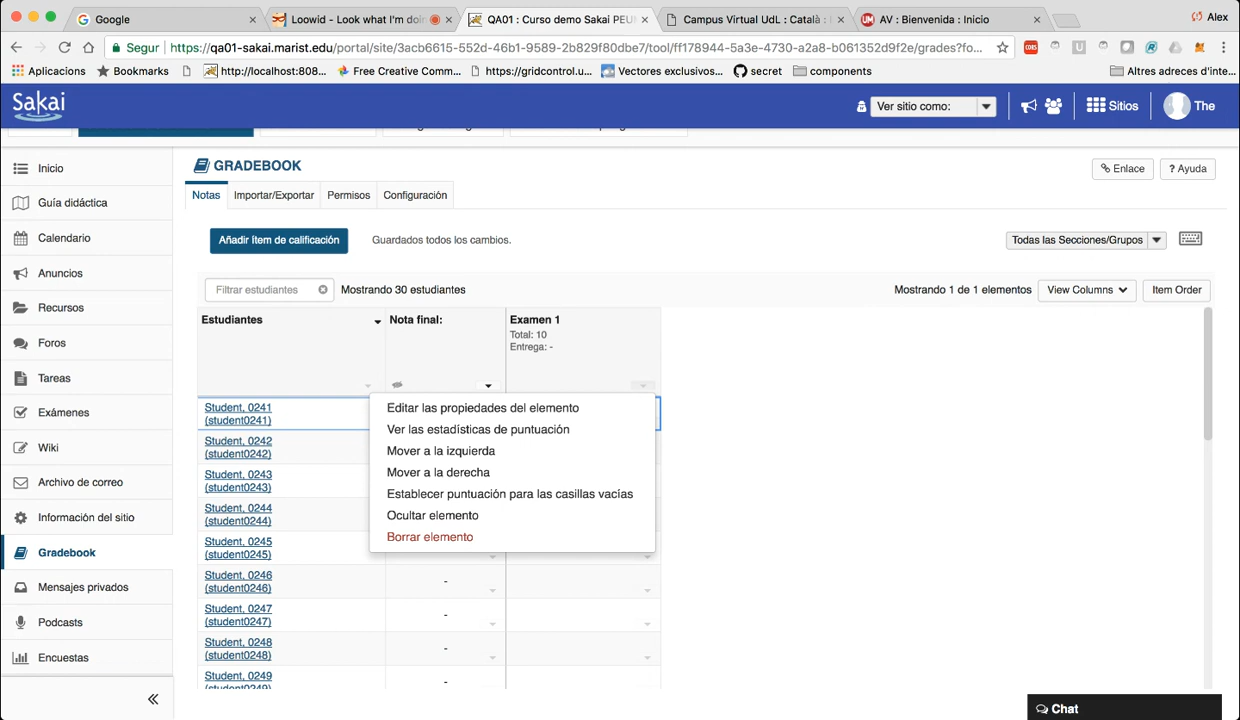 Google
Loowid - Look what I'm doin
QA01 : Curso demo Sakai PEU
Campus Virtual UdL : Català :
AV : Bienvenida : Inicio
Alex
Segur
https://qa01-sakai.marist.edu/portal/site/3acb6615-552d-46b1-9589-2b829f80dbe7/tool/ff178944-5a3e-4730-a2a8-b061352d9f2e/grades?fo...
Aplicacions
Bookmarks
http://localhost:808...
Free Creative Comm...
https://gridcontrol.u...
Vectores exclusivos...
secret
components
Altres adreces d'inte...
Sakai
Ver sitio como:
Sitios
The
Inicio
Guía didáctica
Calendario
Anuncios
Recursos
Foros
Tareas
Exámenes
Wiki
Archivo de correo
Información del sitio
Gradebook
Mensajes privados
Podcasts
Encuestas
GRADEBOOK
Enlace
? Ayuda
Notas
Importar/Exportar
Permisos
Configuración
Añadir ítem de calificación
Guardados todos los cambios.
Todas las Secciones/Grupos
Filtrar estudiantes
Mostrando 30 estudiantes
Mostrando 1 de 1 elementos
View Columns
Item Order
Estudiantes
Nota final:
Examen 1
Total: 10
Entrega: -
Student, 0241
(student0241)
Student, 0242
(student0242)
Student, 0243
(student0243)
Student, 0244
(student0244)
Student, 0245
(student0245)
Student, 0246
(student0246)
-
Student, 0247
(student0247)
-
Student, 0248
(student0248)
-
Student, 0249
(student0249)
-
Editar las propiedades del elemento
Ver las estadísticas de puntuación
Mover a la izquierda
Mover a la derecha
Establecer puntuación para las casillas vacías
Ocultar elemento
Borrar elemento
Chat